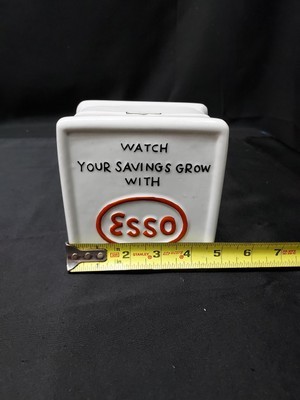 WATCH
YOUR SAVINGS GROW
WITH
ESSO
2 3 4 5 6 7